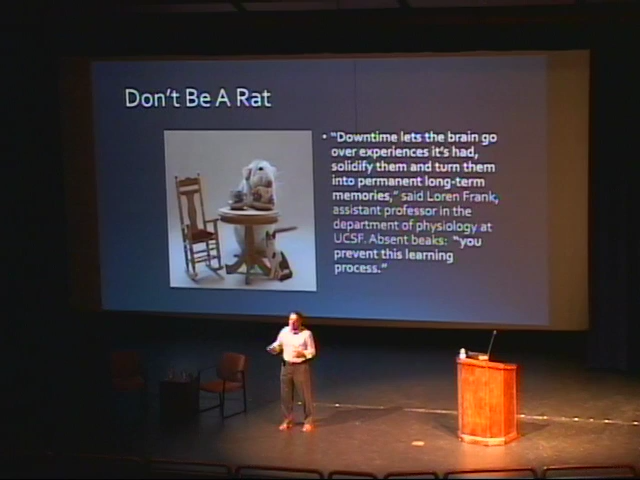 Don't Be A Rat
• "Downtime lets the brain go
over experiences it's had,
solidify them and turn them
into permanent long-term
memories," said Loren Frank,
assistant professor in the
department of physiology at
UCSF. Absent beaks: "you
prevent this learning
process."